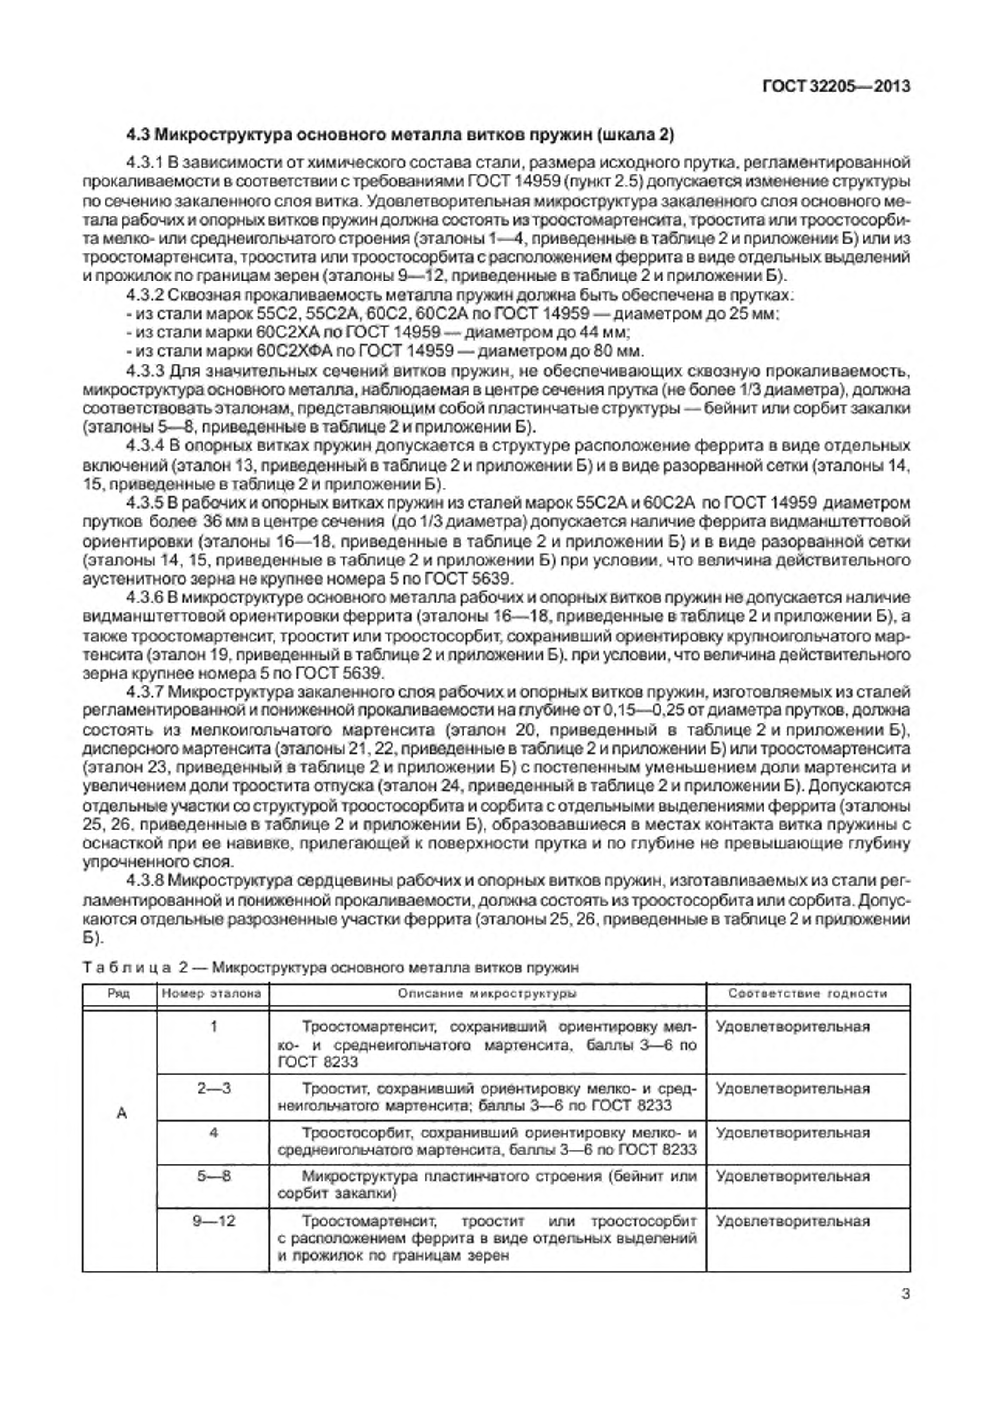 ГОСТ 32205—2013
4.3 Микроструктура основного металла витков пружин (шкала 2)
4.3.1 В зависимости от химического состава стали, размера исходного прутка, регламентированной
прокаливаемости в соответствии с требованиями ГОСТ 14959 (пункт 2.5) допускается изменение структуры
по сечению закаленного слоя витка. Удовлетворительная микроструктура закаленного слоя основного ме-
талла рабочих и опорных витков пружин должна состоять из троостомартенсита, троостита или троостосорби-
та мелко- или среднеигольчатого строения (эталоны 1—4, приведенные в таблице 2 и приложении Б) или из
троостомартенсита, троостита или троостосорбита с расположением феррита в виде отдельных выделений
и прожилок по границам зерен (эталоны 9—12, приведенные в таблице 2 и приложении Б).
4.3.2 Сквозная прокаливаемость металла пружин должна быть обеспечена в прутках:
- из стали марок 55С2, 55С2А, 60С2, 60С2А по ГОСТ 14959 — диаметром до 25 мм;
- из стали марки 60С2ХА по ГОСТ 14959 — диаметром до 44 мм;
- из стали марки 60С2ХФА по ГОСТ 14959 — диаметром до 80 мм.
4.3.3 Для значительных сечений витков пружин, не обеспечивающих сквозную прокаливаемость,
микроструктура основного металла, наблюдаемая в центре сечения прутка (не более 1/3 диаметра), должна
соответствовать эталонам, представляющим собой пластинчатые структуры — бейнит или сорбит закалки
(эталоны 5—8, приведенные в таблице 2 и приложении Б).
4.3.4 В опорных витках пружин допускается в структуре расположение феррита в виде отдельных
включений (эталон 13, приведенный в таблице 2 и приложении Б) и в виде разорванной сетки (эталоны 14,
15, приведенные в таблице 2 и приложении Б).
4.3.5 В рабочих и опорных витках пружин из сталей марок 55С2А и 60С2А по ГОСТ 14959 диаметром
прутков более 36 мм в центре сечения (до 1/3 диаметра) допускается наличие феррита видманштеттовой
ориентировки (эталоны 16—18, приведенные в таблице 2 и приложении Б) и в виде разорванной сетки
(эталоны 14, 15, приведенные в таблице 2 и приложении Б) при условии, что величина действительного
аустенитного зерна не крупнее номера 5 по ГОСТ 5639.
4.3.6 В микроструктуре основного металла рабочих и опорных витков пружин не допускается наличие
видманштеттовой ориентировки феррита (эталоны 16—18, приведенные в таблице 2 и приложении Б), а
также троостомартенсит, троостит или троостосорбит, сохранивший ориентировку крупноигольчатого мар-
тенсита (эталон 19, приведенный в таблице 2 и приложении Б), при условии, что величина действительного
зерна крупнее номера 5 по ГОСТ 5639.
4.3.7 Микроструктура закаленного слоя рабочих и опорных витков пружин, изготовляемых из сталей
регламентированной и пониженной прокаливаемости на глубине от 0,15—0,25 от диаметра прутков, должна
состоять из мелкоигольчатого мартенсита (эталон 20, приведенный в таблице 2 и приложении Б),
дисперсного мартенсита (эталоны 21, 22, приведенные в таблице 2 и приложении Б) или троостомартенсита
(эталон 23, приведенный в таблице 2 и приложении Б) с постепенным уменьшением доли мартенсита и
увеличением доли троостита отпуска (эталон 24, приведенный в таблице 2 и приложении Б). Допускаются
отдельные участки со структурой троостосорбита и сорбита с отдельными выделениями феррита (эталоны
25, 26, приведенные в таблице 2 и приложении Б), образовавшиеся в местах контакта витка пружины с
оснасткой при ее навивке, прилегающей к поверхности прутка и по глубине не превышающие глубину
упрочненного слоя.
4.3.8 Микроструктура сердцевины рабочих и опорных витков пружин, изготавливаемых из стали рег-
ламентированной и пониженной прокаливаемости, должна состоять из троостосорбита или сорбита. Допус-
каются отдельные разрозненные участки феррита (эталоны 25, 26, приведенные в таблице 2 и приложении
Б).
Таблица 2 — Микроструктура основного металла витков пружин
Ряд Номер эталона Описание микроструктуры Соответствие годности
1 Троостомартенсит, сохранивший ориентировку мел- Удовлетворительная
ко- и среднеигольчатого мартенсита, баллы 3—6 по
ГОСТ 8233
2—3 Троостит, сохранивший ориентировку мелко- и сред- Удовлетворительная
неигольчатого мартенсита; баллы 3—6 по ГОСТ 8233
А
4 Троостосорбит, сохранивший ориентировку мелко- и Удовлетворительная
среднеигольчатого мартенсита, баллы 3—6 по ГОСТ 8233
5—8 Микроструктура пластинчатого строения (бейнит или Удовлетворительная
сорбит закалки)
9—12 Троостомартенсит, троостит или троостосорбит Удовлетворительная
с расположением феррита в виде отдельных выделений
и прожилок по границам зерен
3